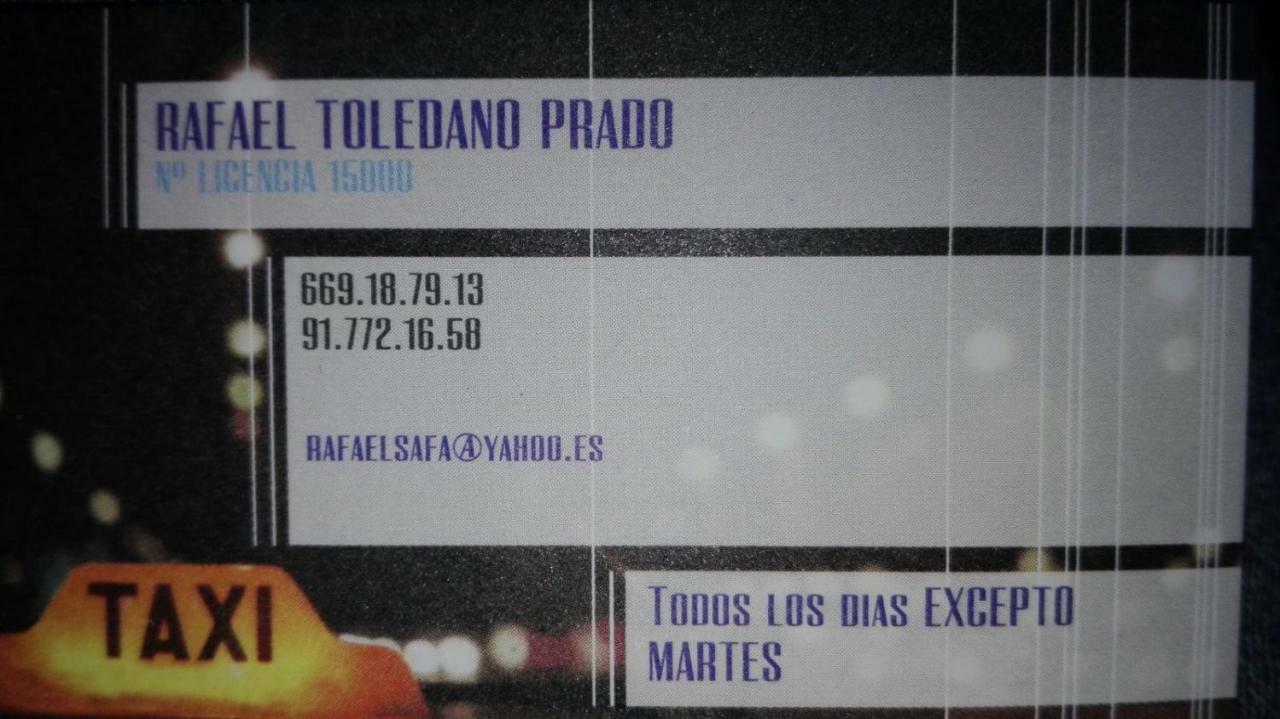 RAFAEL TOLEDANO PRADO
Nº LICENCIA 15000
669.18.79.13
91.772.16.58
RAFAELSAFA@YAHOO.ES
TAXI
TODOS LOS DIAS EXCEPTO
MARTES